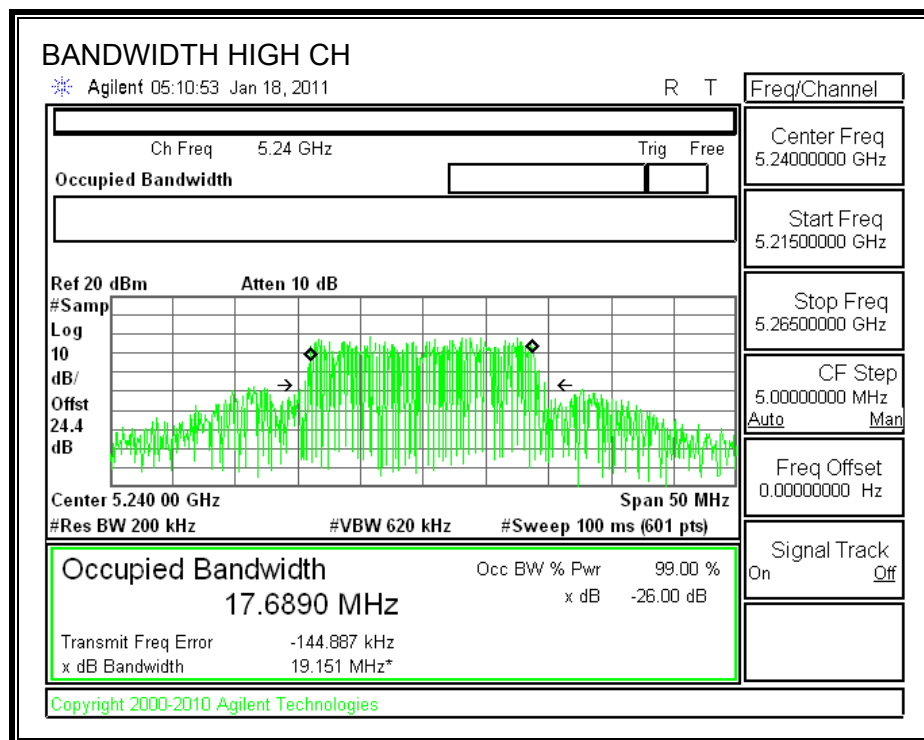 BANDWIDTH HIGH CH
Agilent 05:10:53 Jan 18, 2011 R T
Freq/Channel
Ch Freq 5.24 GHz Trig Free
Occupied Bandwidth
Center Freq
5.24000000 GHz
Start Freq
5.21500000 GHz
Stop Freq
5.26500000 GHz
CF Step
5.00000000 MHz
Auto Man
Freq Offset
0.00000000 Hz
Signal Track
On Off
Ref 20 dBm Atten 10 dB
#Samp
Log
10
dB/
Offst
24.4
dB
Center 5.240 00 GHz Span 50 MHz
#Res BW 200 kHz #VBW 620 kHz #Sweep 100 ms (601 pts)
Occupied Bandwidth Occ BW % Pwr 99.00 %
17.6890 MHz x dB -26.00 dB
Transmit Freq Error -144.887 kHz
x dB Bandwidth 19.151 MHz*
Copyright 2000-2010 Agilent Technologies